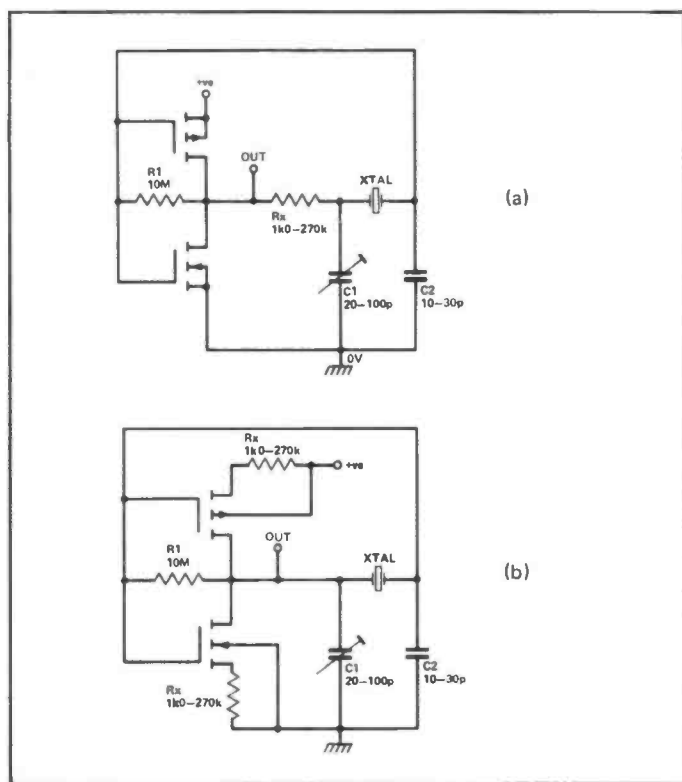 +ve
OUT
XTAL
R1
10M
Rx
1k0–270k
C1
20–100p
C2
10–30p
0V
(a)
Rx
1k0–270k
+ve
OUT
XTAL
R1
10M
C1
20–100p
C2
10–30p
Rx
1k0–270k
(b)